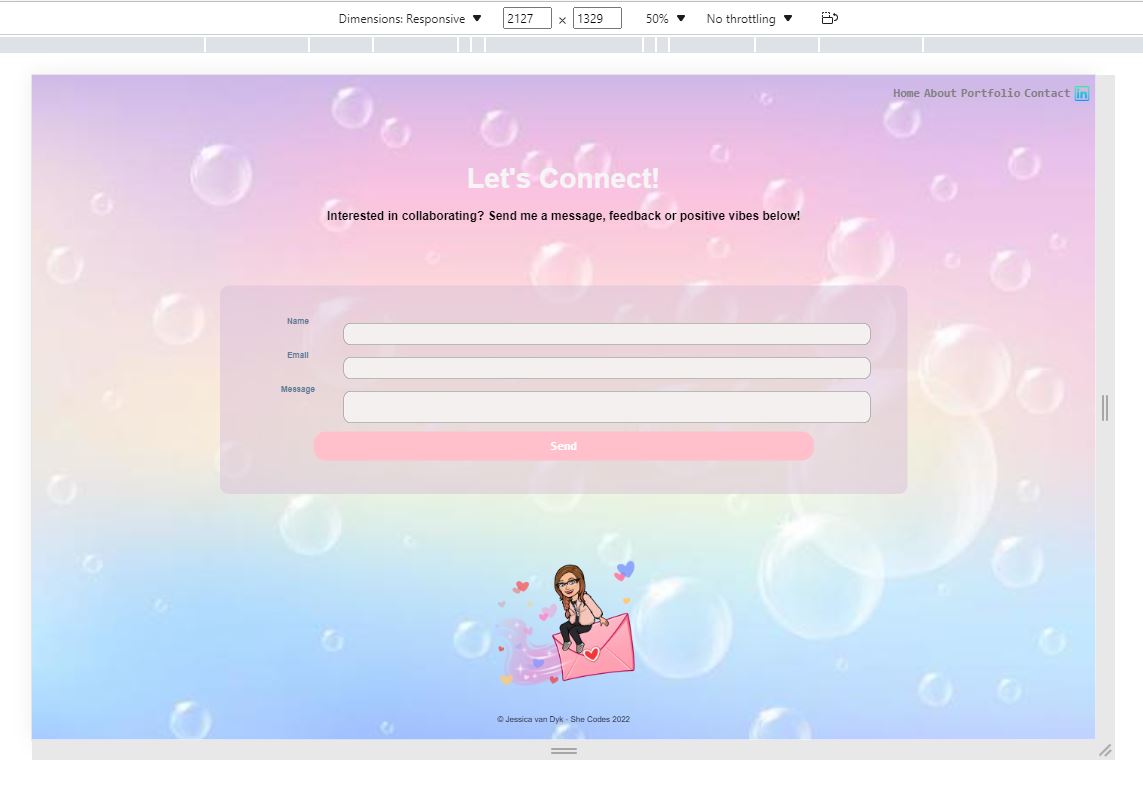 Dimensions: Responsive ▼ 2127 x 1329 50% ▼ No throttling ▼
Home About Portfolio Contact in
Let's Connect!
Interested in collaborating? Send me a message, feedback or positive vibes below!
Name
Email
Message
Send
© Jessica van Dyk - She Codes 2022